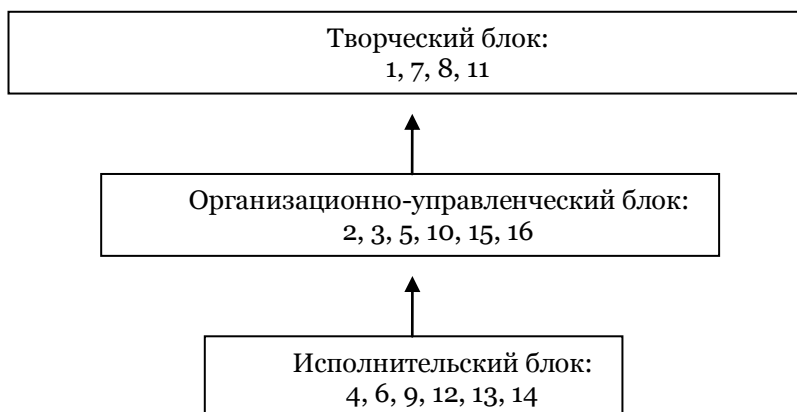 Творческий блок:
1, 7, 8, 11
Организационно-управленческий блок:
2, 3, 5, 10, 15, 16
Исполнительский блок:
4, 6, 9, 12, 13, 14